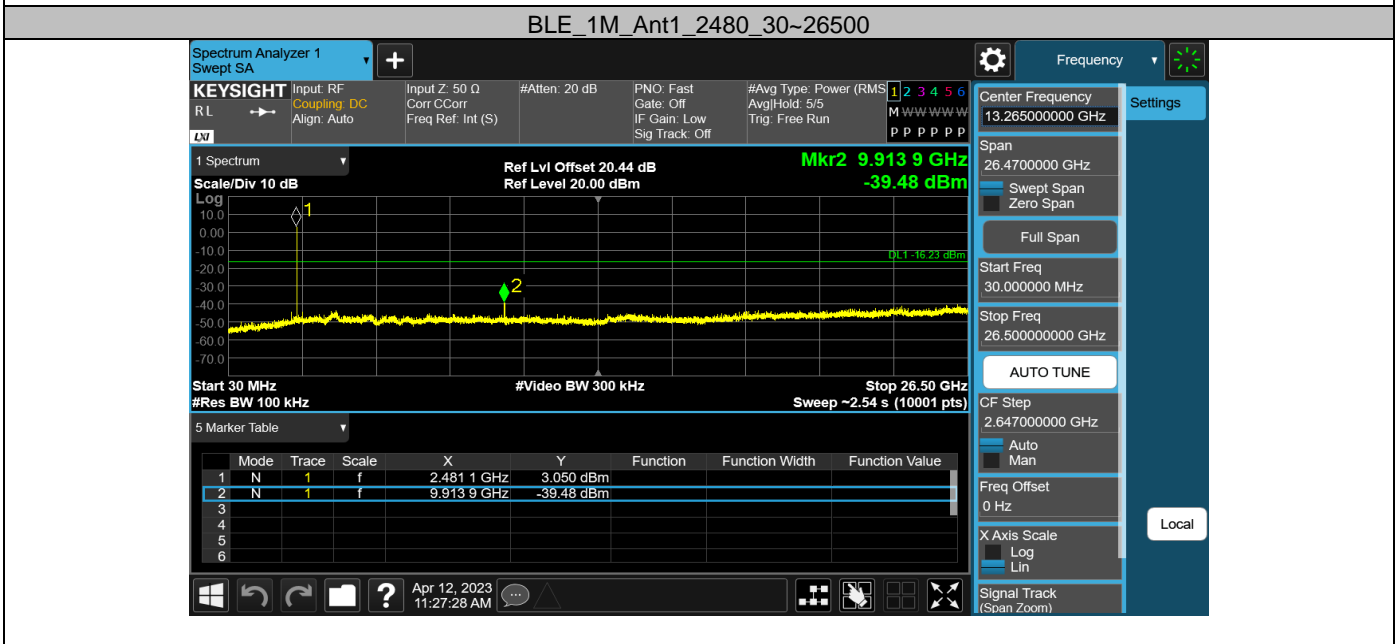 BLE_1M_Ant1_2480_30~26500
Spectrum Analyzer 1
Swept SA
Frequency
KEYSIGHT
RL
LXI
Input: RF
Coupling: DC
Align: Auto
Input Z: 50 Ω
Corr CCorr
Freq Ref: Int (S)
#Atten: 20 dB
PNO: Fast
Gate: Off
IF Gain: Low
Sig Track: Off
#Avg Type: Power (RMS
Avg|Hold: 5/5
Trig: Free Run
1 2 3 4 5 6
M W W W W W
P P P P P P
1 Spectrum
Scale/Div 10 dB
Ref Lvl Offset 20.44 dB
Ref Level 20.00 dBm
Mkr2 9.913 9 GHz
-39.48 dBm
Log
10.0
0.00
-10.0
-20.0
-30.0
-40.0
-50.0
-60.0
-70.0
1
2
DL1 -16.23 dBm
Start 30 MHz
#Video BW 300 kHz
Stop 26.50 GHz
#Res BW 100 kHz
Sweep ~2.54 s (10001 pts)
5 Marker Table
Mode Trace Scale X Y Function Function Width Function Value
1 N 1 f 2.481 1 GHz 3.050 dBm
2 N 1 f 9.913 9 GHz -39.48 dBm
3
4
5
6
Apr 12, 2023
11:27:28 AM
Center Frequency
13.265000000 GHz
Span
26.4700000 GHz
Swept Span
Zero Span
Full Span
Start Freq
30.000000 MHz
Stop Freq
26.500000000 GHz
AUTO TUNE
CF Step
2.647000000 GHz
Auto
Man
Freq Offset
0 Hz
X Axis Scale
Log
Lin
Signal Track
(Span Zoom)
Settings
Local